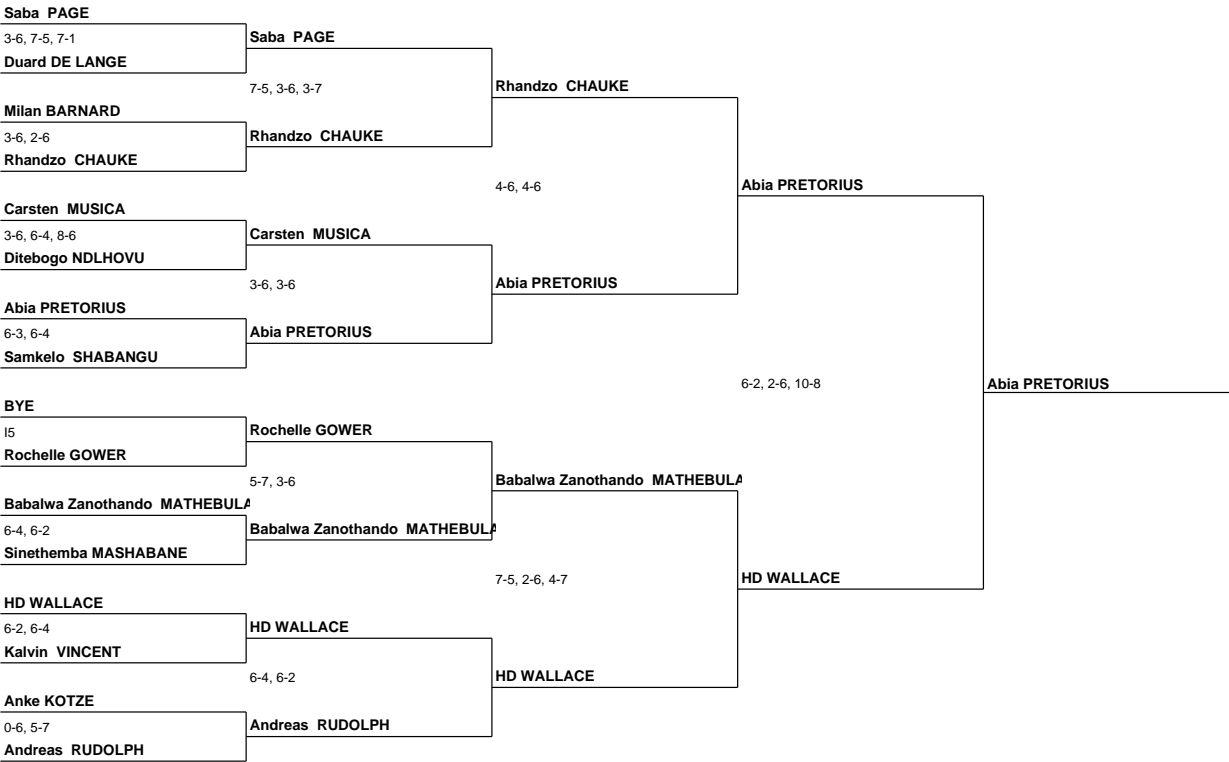 Saba PAGE
3-6, 7-5, 7-1
Duard DE LANGE
Milan BARNARD
3-6, 2-6
Rhandzo CHAUKE
Carsten MUSICA
3-6, 6-4, 8-6
Ditebogo NDLHOVU
Abia PRETORIUS
6-3, 6-4
Samkelo SHABANGU
BYE
I5
Rochelle GOWER
Babalwa Zanothando MATHEBULA
6-4, 6-2
Sinethemba MASHABANE
HD WALLACE
6-2, 6-4
Kalvin VINCENT
Anke KOTZE
0-6, 5-7
Andreas RUDOLPH
Saba PAGE
7-5, 3-6, 3-7
Rhandzo CHAUKE
Carsten MUSICA
3-6, 3-6
Abia PRETORIUS
Rochelle GOWER
5-7, 3-6
Babalwa Zanothando MATHEBULA
HD WALLACE
6-4, 6-2
Andreas RUDOLPH
Rhandzo CHAUKE
4-6, 4-6
Abia PRETORIUS
Babalwa Zanothando MATHEBULA
7-5, 2-6, 4-7
HD WALLACE
Abia PRETORIUS
6-2, 2-6, 10-8
HD WALLACE
Abia PRETORIUS